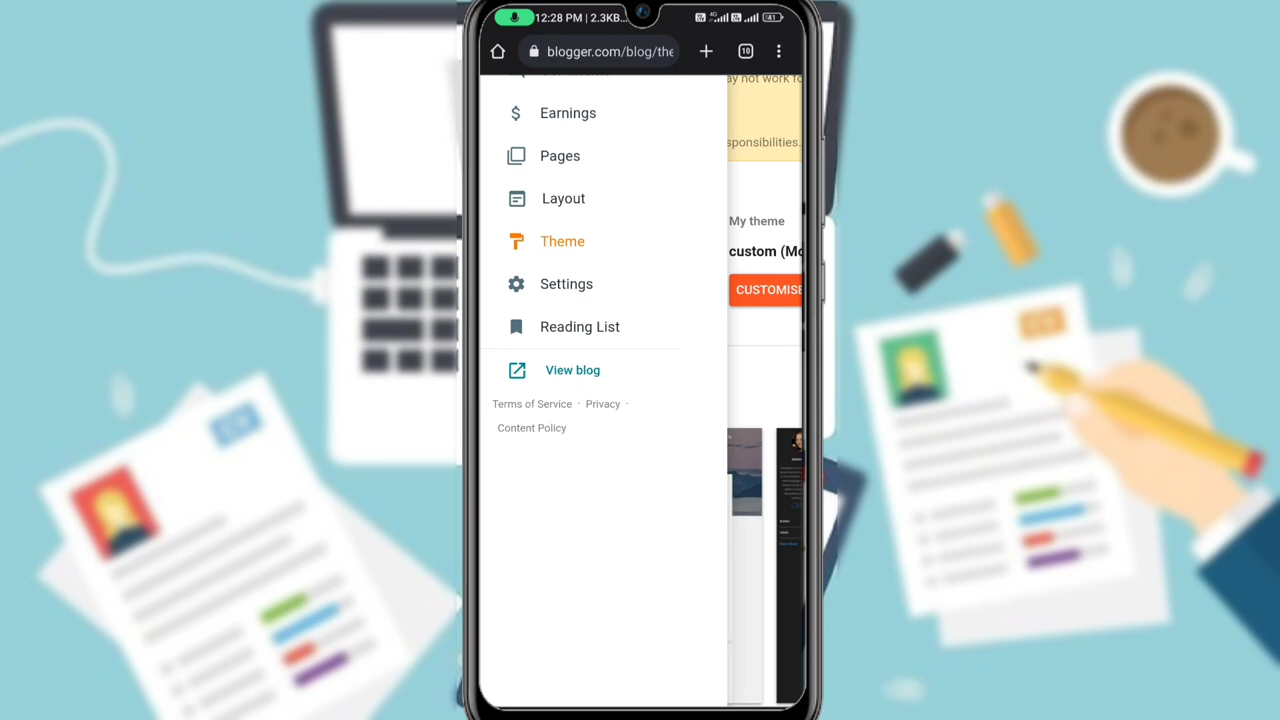 12:28 PM | 2.3KB...
41
blogger.com/blog/the
10
ay not work fo
Earnings
sponsibilities.
Pages
Layout
My theme
Theme
custom (Mo
Settings
CUSTOMISE
Reading List
View blog
Terms of Service · Privacy ·
Content Policy